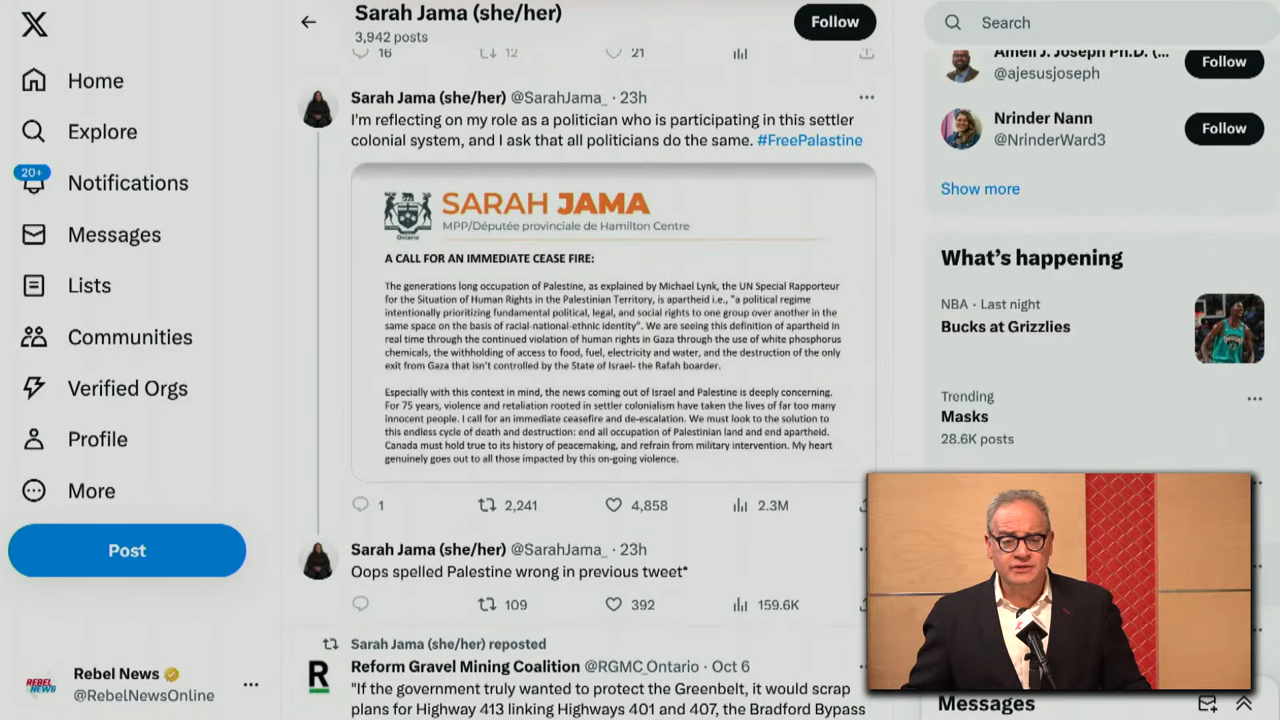 Home
Explore
20+
Notifications
Messages
Lists
Communities
Verified Orgs
Profile
More
Post
REBEL NEWS
Rebel News
@RebelNewsOnline
Sarah Jama (she/her)
3,942 posts
Follow
16 12 21
Sarah Jama (she/her) @SarahJama_ · 23h
I'm reflecting on my role as a politician who is participating in this settler
colonial system, and I ask that all politicians do the same. #FreePalastine
Ontario
SARAH JAMA
MPP/Députée provinciale de Hamilton Centre
A CALL FOR AN IMMEDIATE CEASE FIRE:
The generations long occupation of Palestine, as explained by Michael Lynk, the UN Special Rapporteur
for the Situation of Human Rights in the Palestinian Territory, is apartheid i.e., "a political regime
intentionally prioritizing fundamental political, legal, and social rights to one group over another in the
same space on the basis of racial-national-ethnic identity". We are seeing this definition of apartheid in
real time through the continued violation of human rights in Gaza through the use of white phosphorus
chemicals, the withholding of access to food, fuel, electricity and water, and the destruction of the only
exit from Gaza that isn't controlled by the State of Israel- the Rafah boarder.
Especially with this context in mind, the news coming out of Israel and Palestine is deeply concerning.
For 75 years, violence and retaliation rooted in settler colonialism have taken the lives of far too many
innocent people. I call for an immediate ceasefire and de-escalation. We must look to the solution to
this endless cycle of death and destruction: end all occupation of Palestinian land and end apartheid.
Canada must hold true to its history of peacemaking, and refrain from military intervention. My heart
genuinely goes out to all those impacted by this on-going violence.
1 2,241 4,858 2.3M
Sarah Jama (she/her) @SarahJama_ · 23h
Oops spelled Palestine wrong in previous tweet*
109 392 159.6K
Sarah Jama (she/her) reposted
R
Reform Gravel Mining Coalition @RGMC_Ontario · Oct 6
"If the government truly wanted to protect the Greenbelt, it would scrap
plans for Highway 413 linking Highways 401 and 407, the Bradford Bypass
Search
Ameil J. Joseph Ph.D. (...
@ajesusjoseph
Follow
Nrinder Nann
@NrinderWard3
Follow
Show more
What's happening
NBA · Last night
Bucks at Grizzlies
Trending
Masks
28.6K posts
Messages